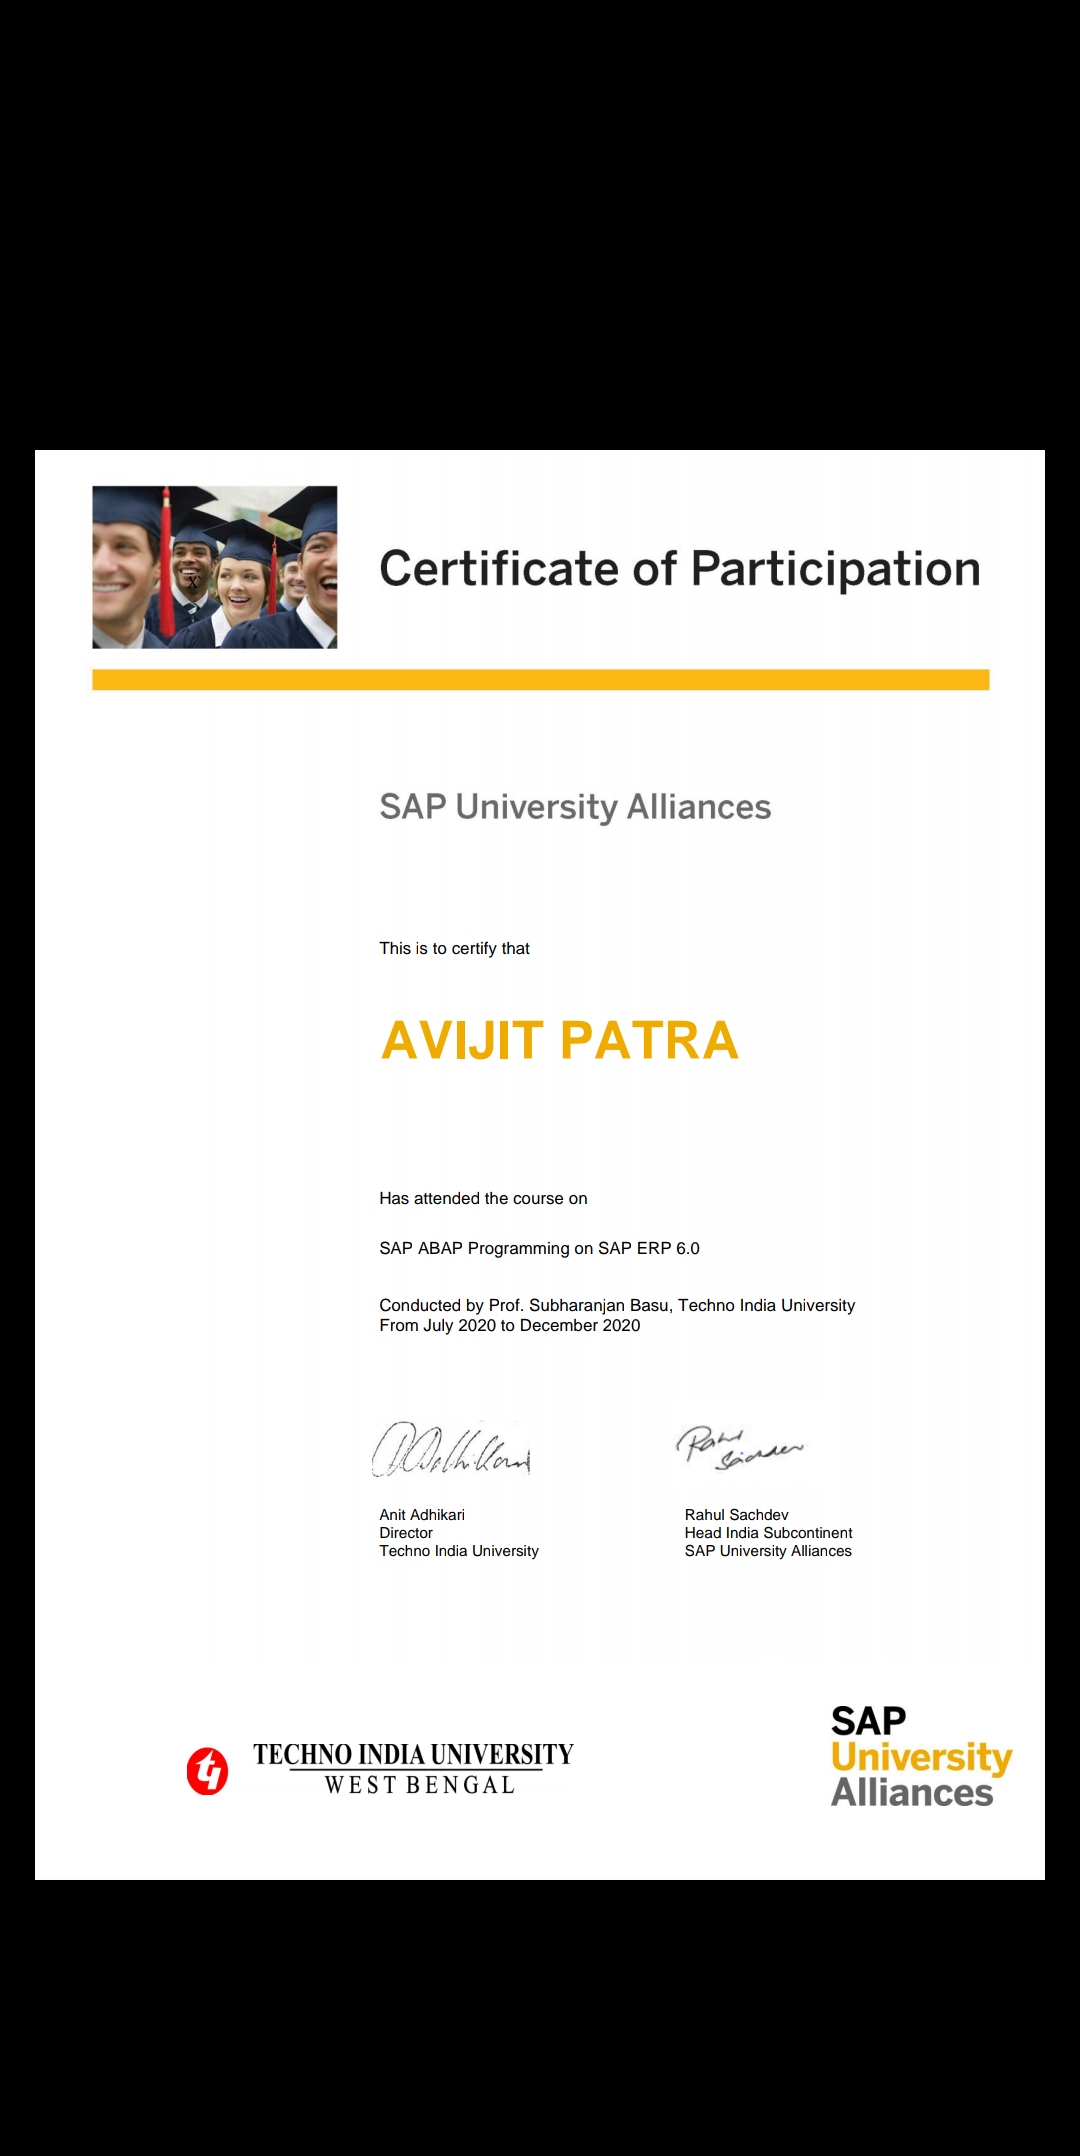 Certificate of Participation
SAP University Alliances
This is to certify that
AVIJIT PATRA
Has attended the course on
SAP ABAP Programming on SAP ERP 6.0
Conducted by Prof. Subharanjan Basu, Techno India University
From July 2020 to December 2020
Anit Adhikari
Director
Techno India University
Rahul Sachdev
Head India Subcontinent
SAP University Alliances
TECHNO INDIA UNIVERSITY
WEST BENGAL
SAP
University
Alliances